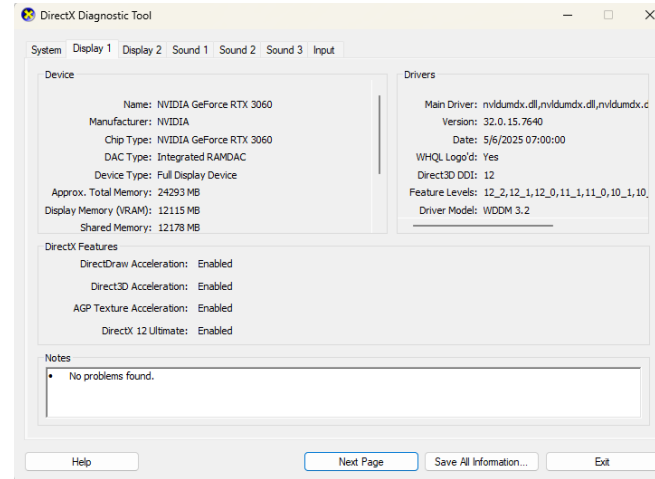 DirectX Diagnostic Tool
System Display 1 Display 2 Sound 1 Sound 2 Sound 3 Input
Device
Name: NVIDIA GeForce RTX 3060
Manufacturer: NVIDIA
Chip Type: NVIDIA GeForce RTX 3060
DAC Type: Integrated RAMDAC
Device Type: Full Display Device
Approx. Total Memory: 24293 MB
Display Memory (VRAM): 12115 MB
Shared Memory: 12178 MB
Drivers
Main Driver: nvldumdx.dll,nvldumdx.dll,nvldumdx.d
Version: 32.0.15.7640
Date: 5/6/2025 07:00:00
WHQL Logo'd: Yes
Direct3D DDI: 12
Feature Levels: 12_2,12_1,12_0,11_1,11_0,10_1,10_
Driver Model: WDDM 3.2
DirectX Features
DirectDraw Acceleration: Enabled
Direct3D Acceleration: Enabled
AGP Texture Acceleration: Enabled
DirectX 12 Ultimate: Enabled
Notes
• No problems found.
Help Next Page Save All Information... Exit